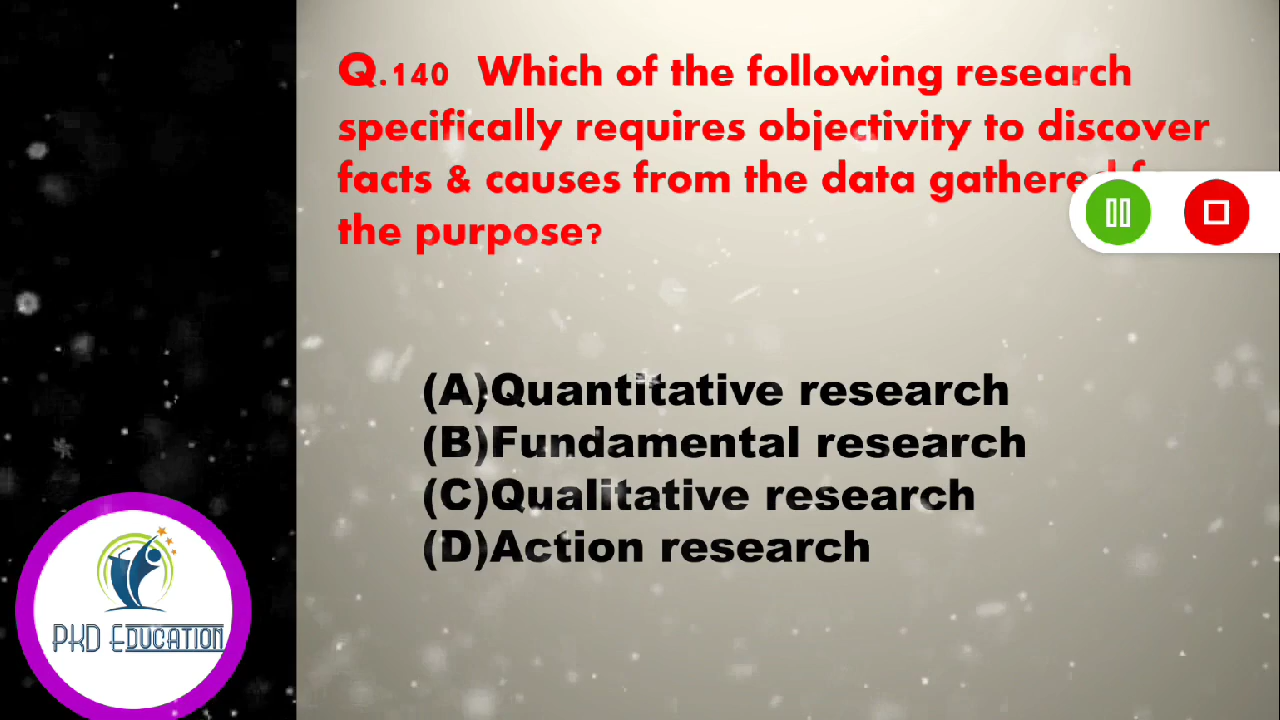 Q.140 Which of the following research
specifically requires objectivity to discover
facts & causes from the data gathered
the purpose?
(A)Quantitative research
(B)Fundamental research
(C)Qualitative research
(D)Action research
PKD EDUCATION